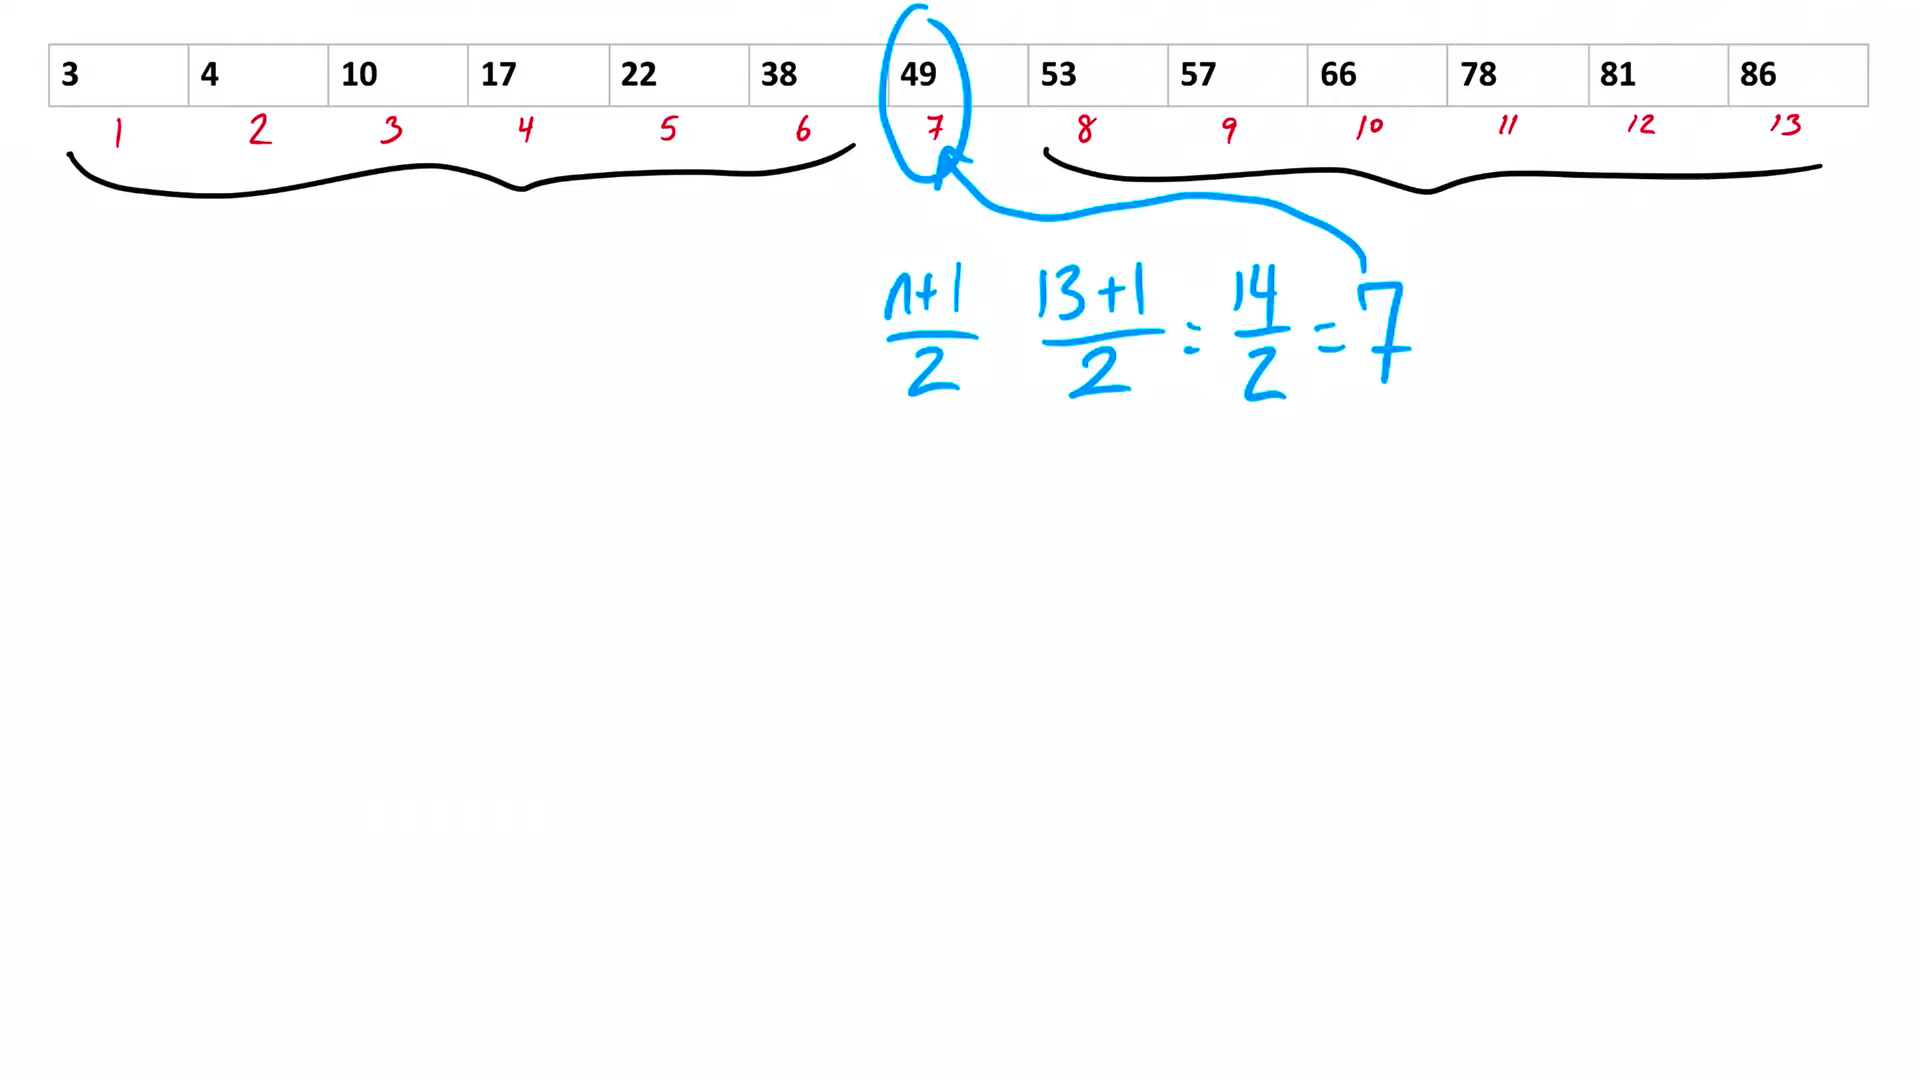 3 4 10 17 22 38 49 53 57 66 78 81 86
1 2 3 4 5 6 7 8 9 10 11 12 13
n+1 13+1 14
2 2 = 2 = 7